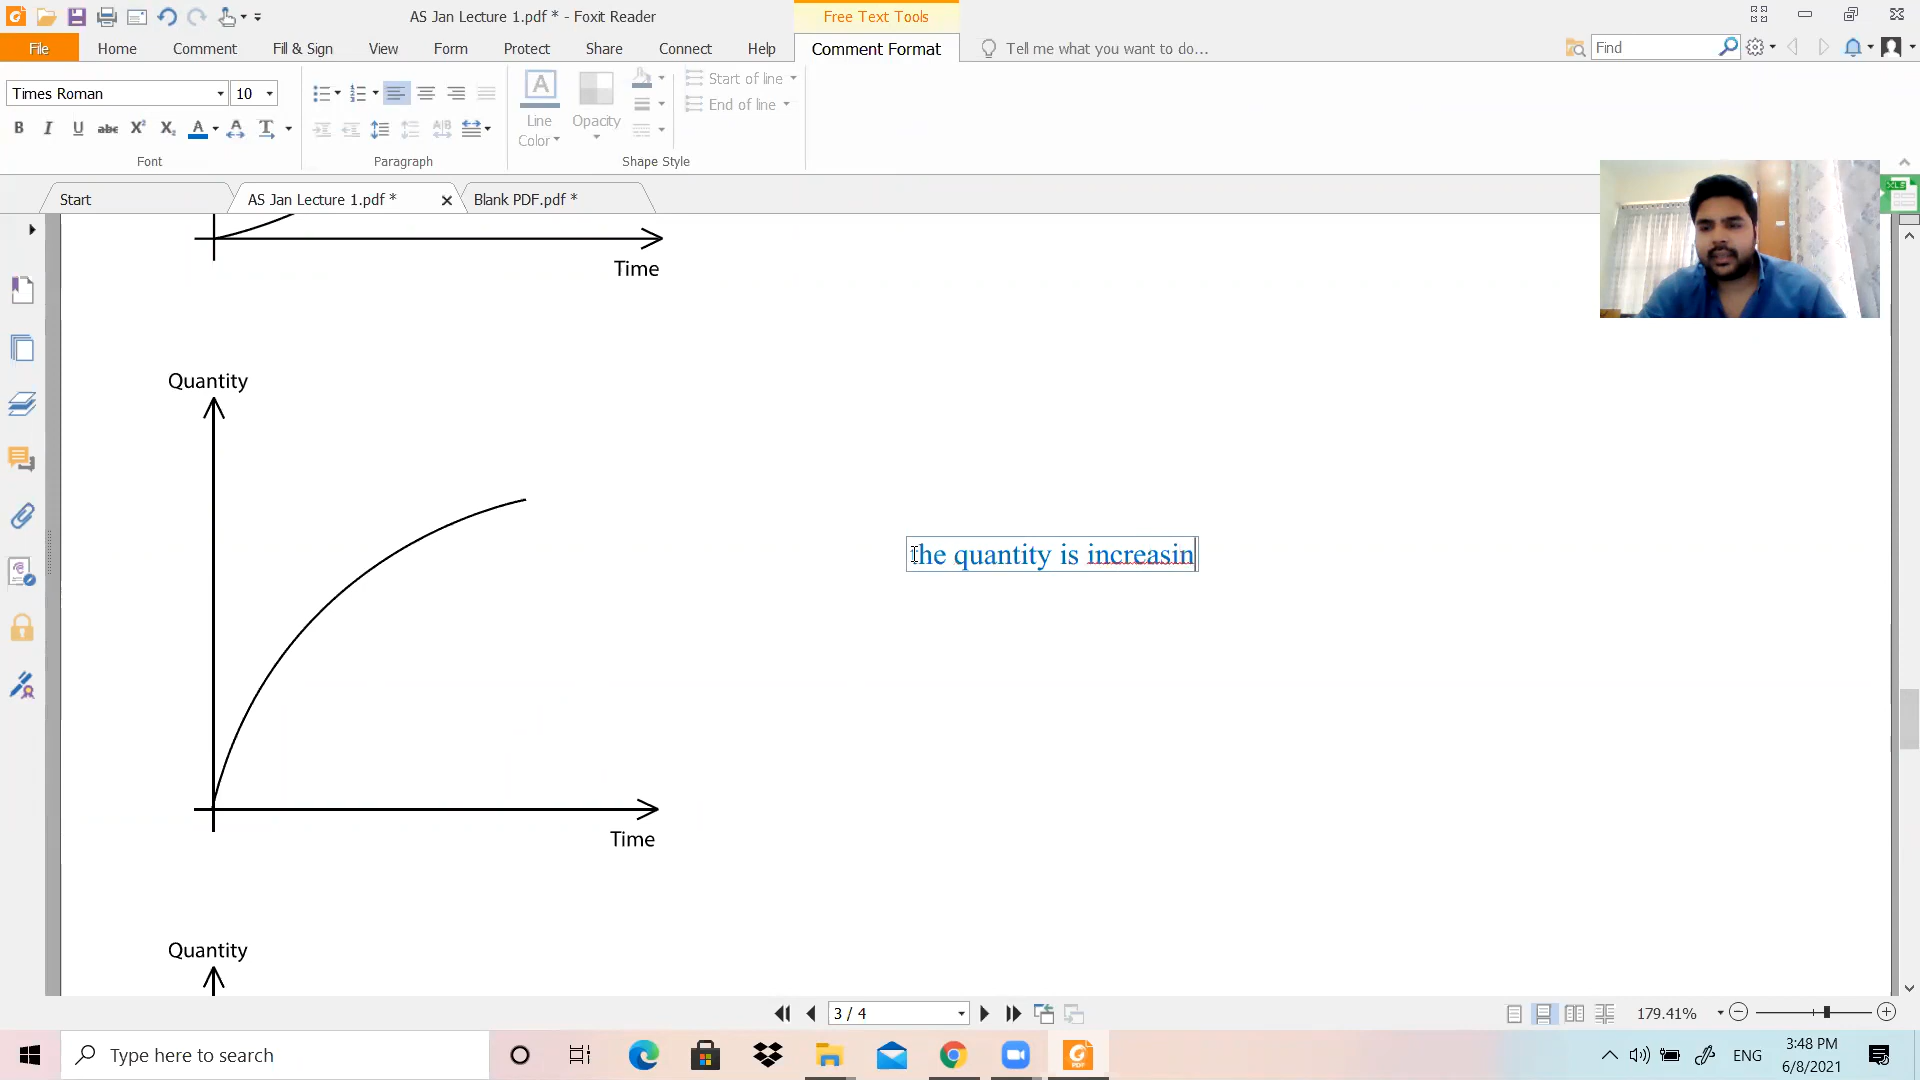 AS Jan Lecture 1.pdf * - Foxit Reader
Free Text Tools
File
Home
Comment
Fill & Sign
View
Form
Protect
Share
Connect
Help
Comment Format
Tell me what you want to do...
Find
Times Roman
10
Line Color
Opacity
Start of line
End of line
Font
Paragraph
Shape Style
Start
AS Jan Lecture 1.pdf *
Blank PDF.pdf *
XLS
Time
Quantity
the quantity is increasin
Time
Quantity
3 / 4
179.41%
Type here to search
ENG
3:48 PM
6/8/2021